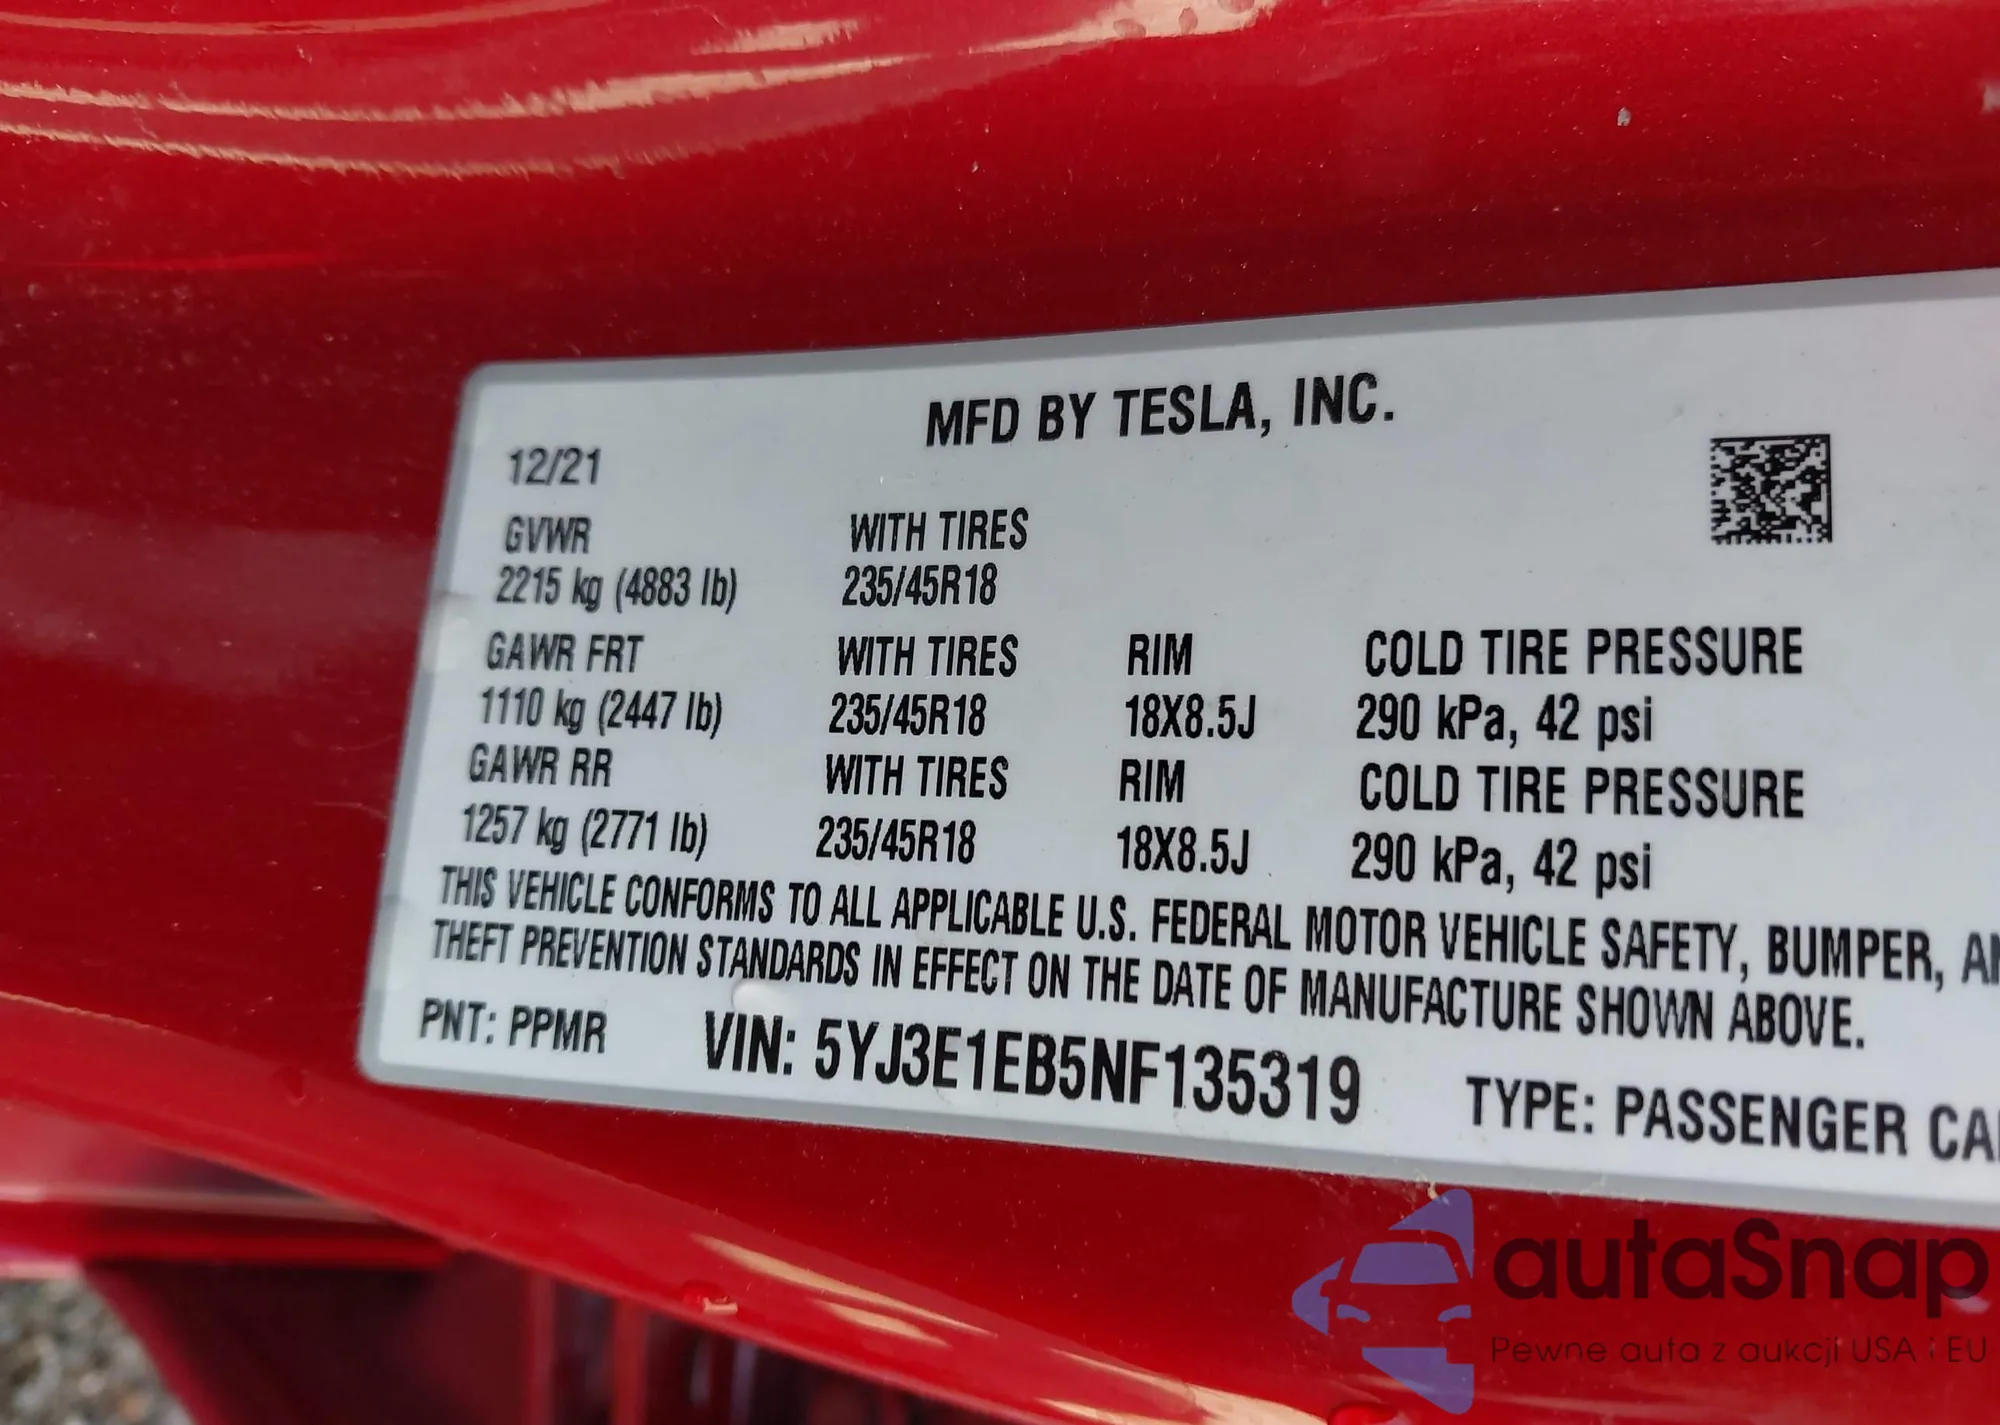 MFD BY TESLA, INC.
12/21
GVWR WITH TIRES
2215 kg (4883 lb) 235/45R18
GAWR FRT WITH TIRES RIM COLD TIRE PRESSURE
1110 kg (2447 lb) 235/45R18 18X8.5J 290 kPa, 42 psi
GAWR RR WITH TIRES RIM COLD TIRE PRESSURE
1257 kg (2771 lb) 235/45R18 18X8.5J 290 kPa, 42 psi
THIS VEHICLE CONFORMS TO ALL APPLICABLE U.S. FEDERAL MOTOR VEHICLE SAFETY, BUMPER,
THEFT PREVENTION STANDARDS IN EFFECT ON THE DATE OF MANUFACTURE SHOWN ABOVE.
PNT: PPMR VIN: 5YJ3E1EB5NF135319 TYPE: PASSENGER
autaSnap
Pewne auta z aukcji USA i EU